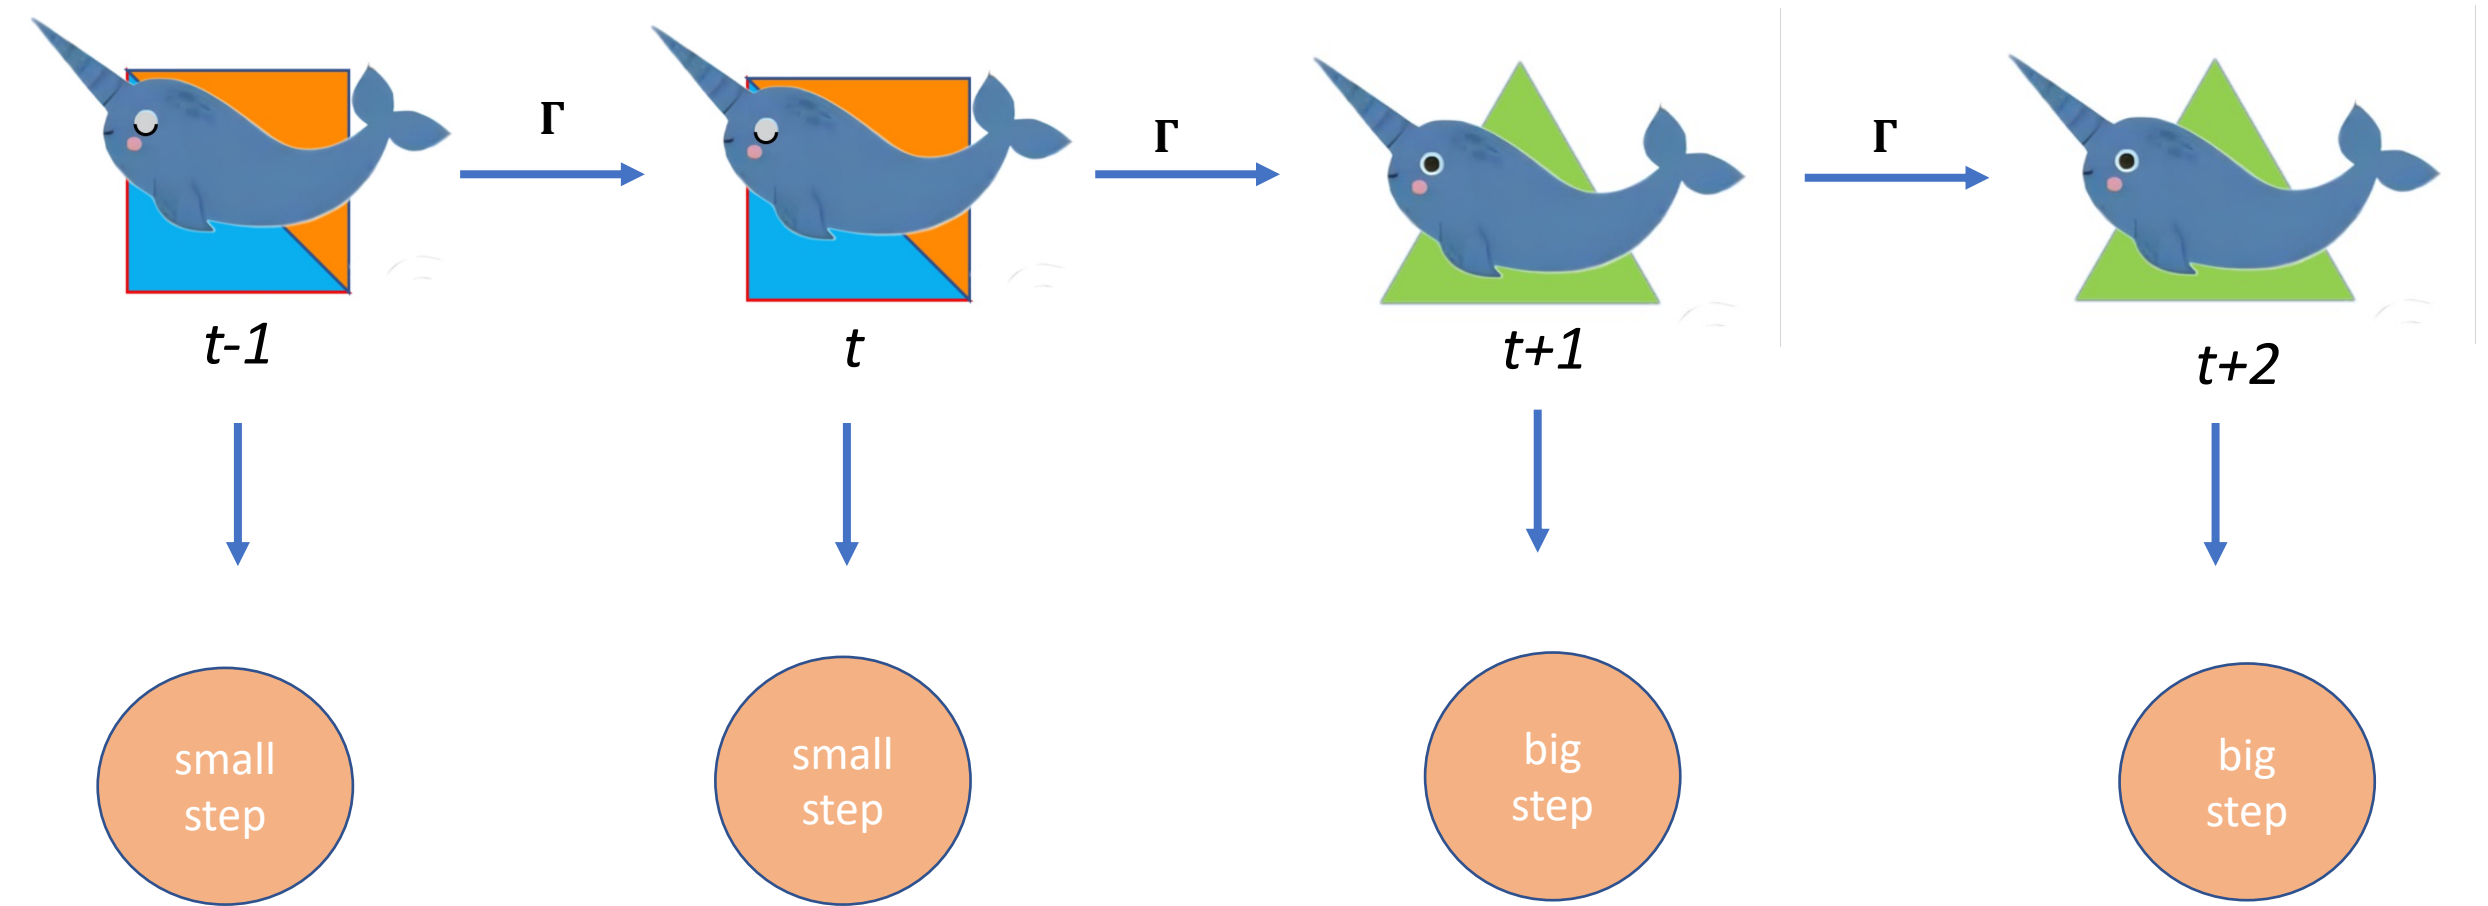 Γ
Γ
Γ
t-1
t
t+1
t+2
small
step
small
step
big
step
big
step